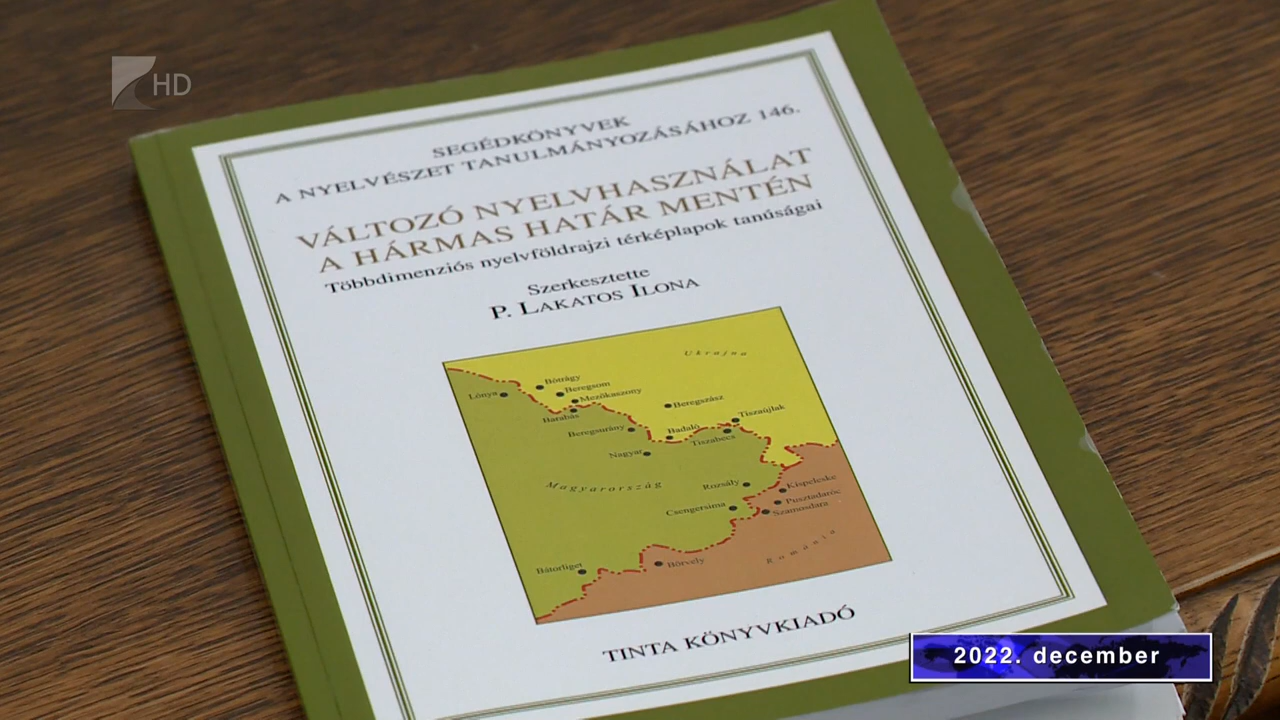 HD
SEGÉDKÖNYVEK
A NYELVÉSZET TANULMÁNYOZÁSÁHOZ 146.
VÁLTOZÓ NYELVHASZNÁLAT
A HÁRMAS HATÁR MENTÉN
Többdimenziós nyelvföldrajzi térképlapok tanúságai
Szerkesztette
P. LAKATOS ILONA
Ukrajna
Bótrágy
Lónya
Beregsom
Mezőkaszony
Barabás
Beregszász
Beregsurány
Badaló
Tiszaújlak
Tiszabecs
Nagyar
Magyarország
Rozsály
Kispeleske
Pusztadaróc
Csengersima
Szamosdara
Románia
Bátorliget
Börvely
TINTA KÖNYVKIADÓ
2022. december